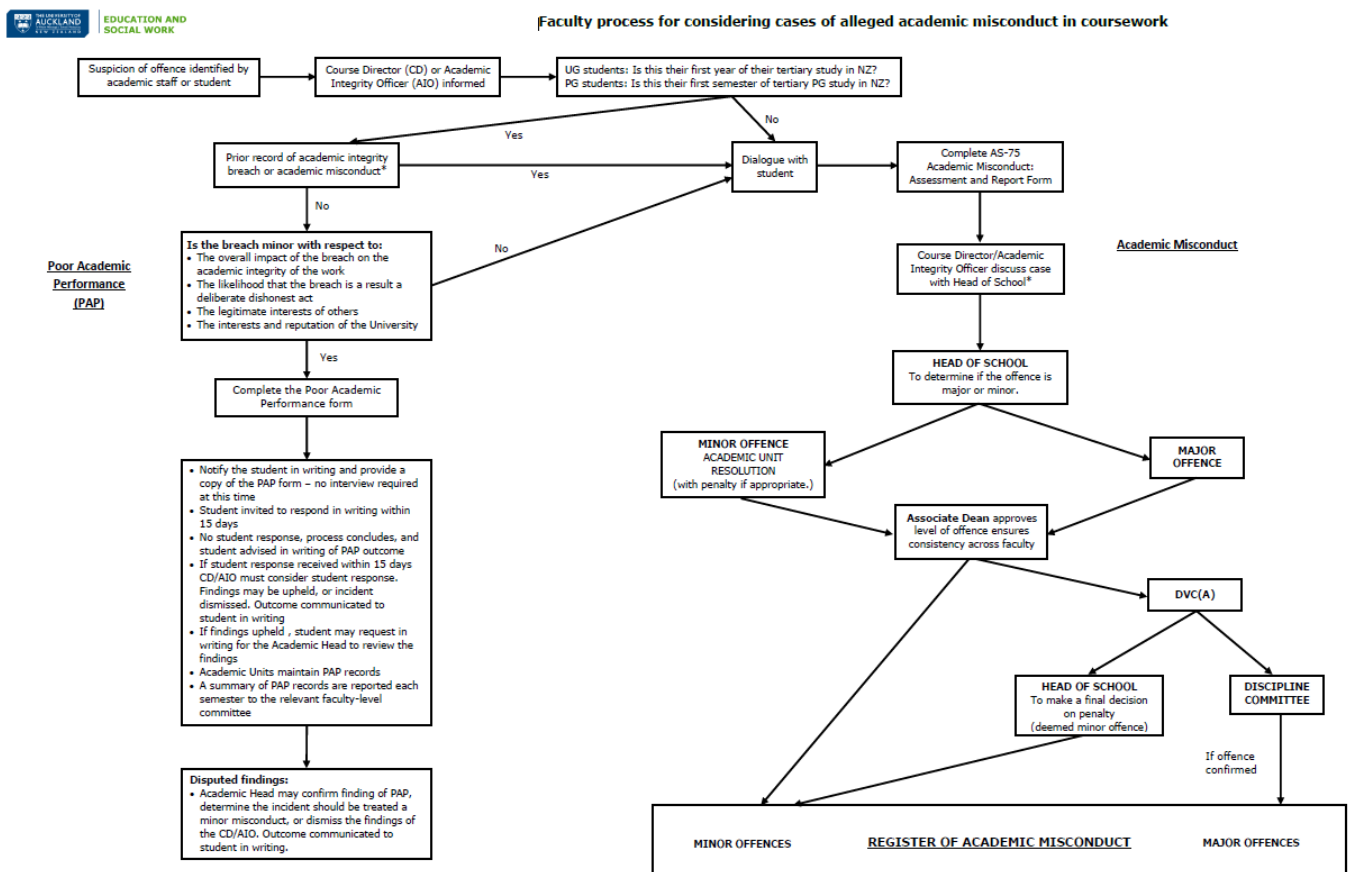 THE UNIVERSITY OF
AUCKLAND
NEW ZEALAND
EDUCATION AND
SOCIAL WORK
Faculty process for considering cases of alleged academic misconduct in coursework
Suspicion of offence identified by
academic staff or student
Course Director (CD) or Academic
Integrity Officer (AIO) informed
UG students: Is this their first year of their tertiary study in NZ?
PG students: Is this their first semester of tertiary PG study in NZ?
Yes
No
Prior record of academic integrity
breach or academic misconduct*
Yes
Dialogue with
student
Complete AS-75
Academic Misconduct:
Assessment and Report Form
No
Poor Academic
Performance
(PAP)
Is the breach minor with respect to:
• The overall impact of the breach on the
academic integrity of the work
• The likelihood that the breach is a result a
deliberate dishonest act
• The legitimate interests of others
• The interests and reputation of the University
No
Academic Misconduct
Course Director/Academic
Integrity Officer discuss case
with Head of School*
Yes
Complete the Poor Academic
Performance form
HEAD OF SCHOOL
To determine if the offence is
major or minor.
MINOR OFFENCE
ACADEMIC UNIT
RESOLUTION
(with penalty if appropriate.)
MAJOR
OFFENCE
• Notify the student in writing and provide a
copy of the PAP form – no interview required
at this time
• Student invited to respond in writing within
15 days
• No student response, process concludes, and
student advised in writing of PAP outcome
• If student response received within 15 days
CD/AIO must consider student response.
Findings may be upheld, or incident
dismissed. Outcome communicated to
student in writing
• If findings upheld , student may request in
writing for the Academic Head to review the
findings
• Academic Units maintain PAP records
• A summary of PAP records are reported each
semester to the relevant faculty-level
committee
Associate Dean approves
level of offence ensures
consistency across faculty
DVC(A)
HEAD OF SCHOOL
To make a final decision
on penalty
(deemed minor offence)
DISCIPLINE
COMMITTEE
If offence
confirmed
Disputed findings:
• Academic Head may confirm finding of PAP,
determine the incident should be treated a
minor misconduct, or dismiss the findings of
the CD/AIO. Outcome communicated to
student in writing.
MINOR OFFENCES
REGISTER OF ACADEMIC MISCONDUCT
MAJOR OFFENCES